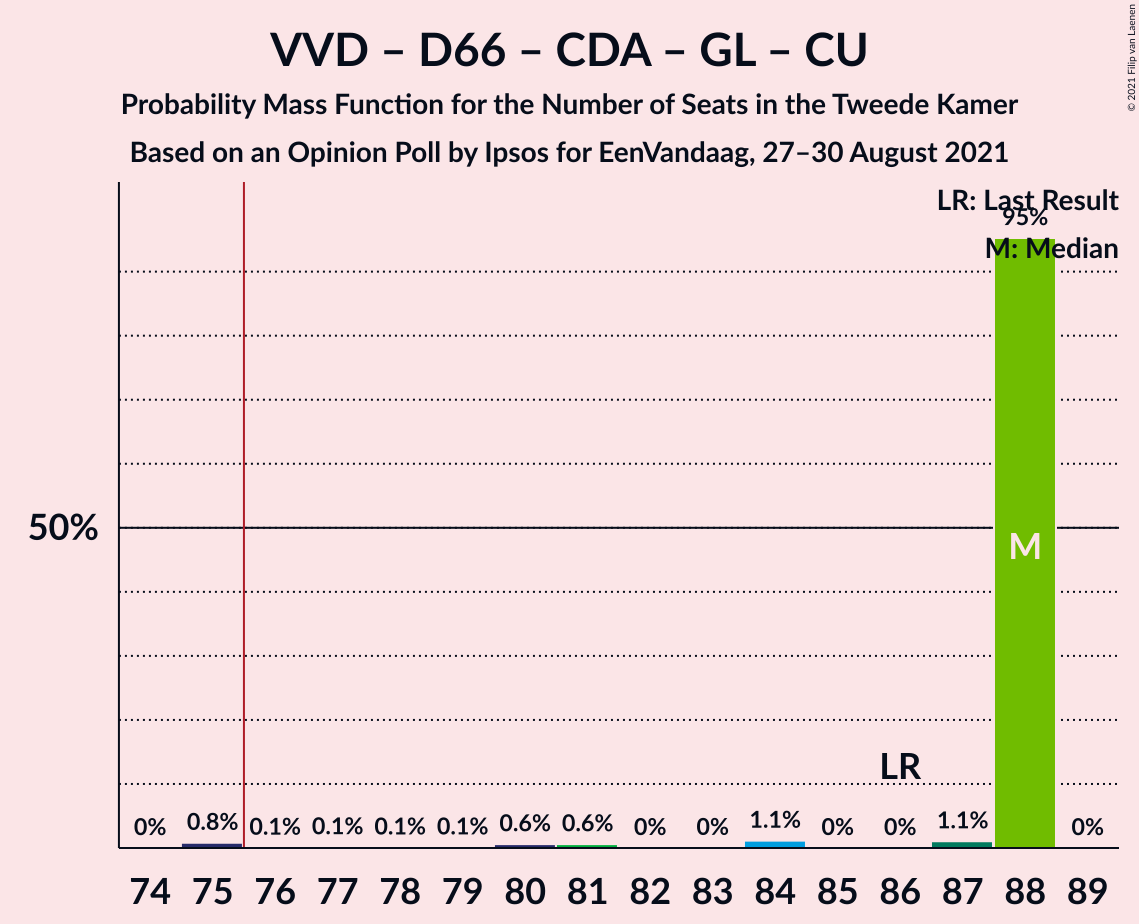 VVD – D66 – CDA – GL – CU
Probability Mass Function for the Number of Seats in the Tweede Kamer
Based on an Opinion Poll by Ipsos for EenVandaag, 27–30 August 2021
© 2021 Filip van Laenen
LR: Last Result
95%
M: Median
50%
M
LR
0% 0.8% 0.1% 0.1% 0.1% 0.1% 0.6% 0.6% 0% 0% 1.1% 0% 0% 1.1% 0%
74 75 76 77 78 79 80 81 82 83 84 85 86 87 88 89